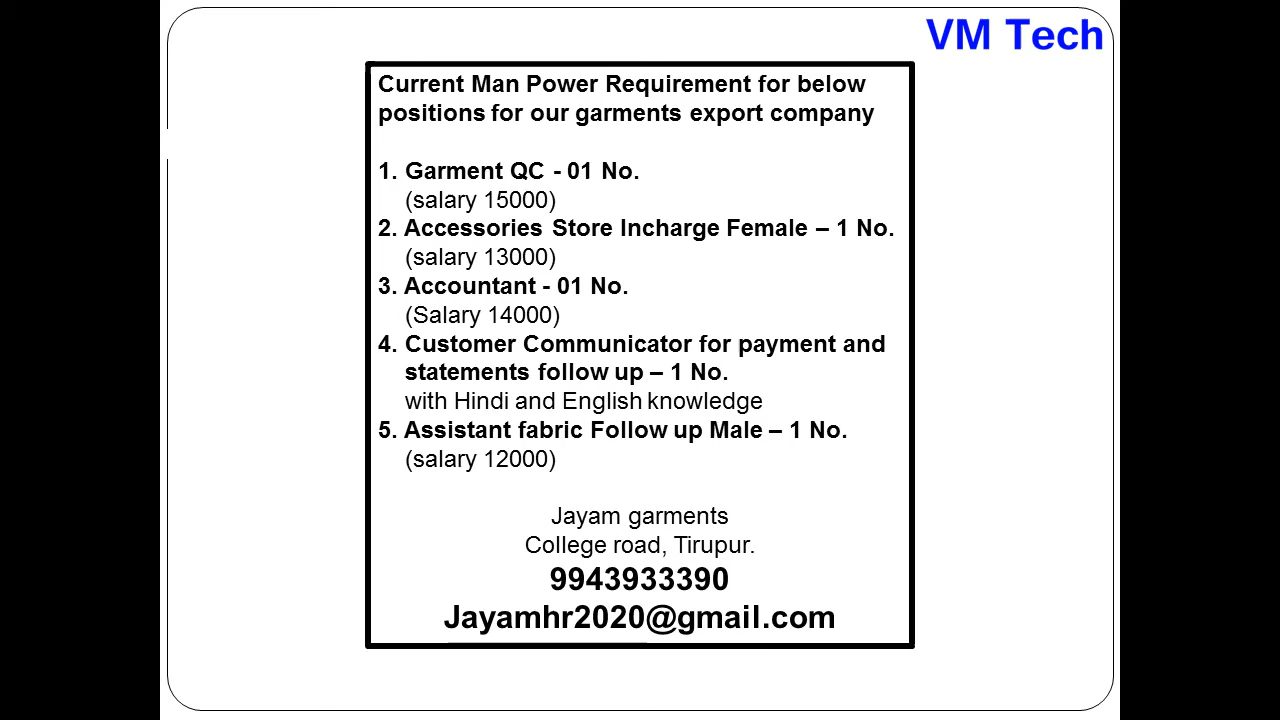 VM Tech
Current Man Power Requirement for below
positions for our garments export company
1. Garment QC - 01 No.
(salary 15000)
2. Accessories Store Incharge Female – 1 No.
(salary 13000)
3. Accountant - 01 No.
(Salary 14000)
4. Customer Communicator for payment and
statements follow up – 1 No.
with Hindi and English knowledge
5. Assistant fabric Follow up Male – 1 No.
(salary 12000)
Jayam garments
College road, Tirupur.
9943933390
Jayamhr2020@gmail.com